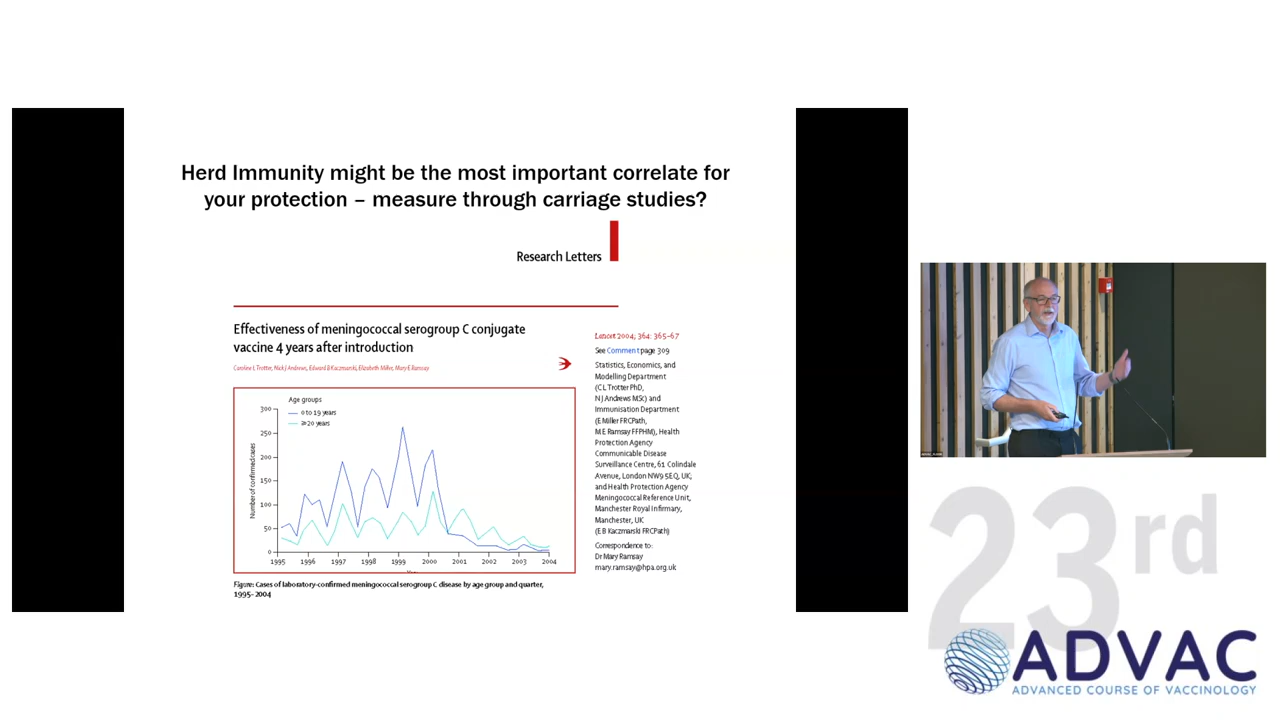 Herd Immunity might be the most important correlate for
your protection – measure through carriage studies?
Research Letters
Effectiveness of meningococcal serogroup C conjugate
vaccine 4 years after introduction
Caroline L Trotter, Nick J Andrews, Edward B Kaczmarski, Elizabeth Miller, Mary E Ramsay
Lancet 2004; 364: 365–67
See Comment page 309
Statistics, Economics, and
Modelling Department
(C L Trotter PhD,
N J Andrews MSc) and
Immunisation Department
(E Miller FRCPath,
M E Ramsay FFPHM), Health
Protection Agency
Communicable Disease
Surveillance Centre, 61 Colindale
Avenue, London NW9 5EQ, UK,
and Health Protection Agency
Meningococcal Reference Unit,
Manchester Royal Infirmary,
Manchester, UK
(E B Kaczmarski FRCPath)
Correspondence to:
Dr Mary Ramsay
mary.ramsay@hpa.org.uk
Age groups
0 to 19 years
≥20 years
Number of confirmed cases
300
250
200
150
100
50
0
1995 1996 1997 1998 1999 2000 2001 2002 2003 2004
Figure: Cases of laboratory-confirmed meningococcal serogroup C disease by age group and quarter,
1995–2004
23rd
ADVAC
ADVANCED COURSE OF VACCINOLOGY